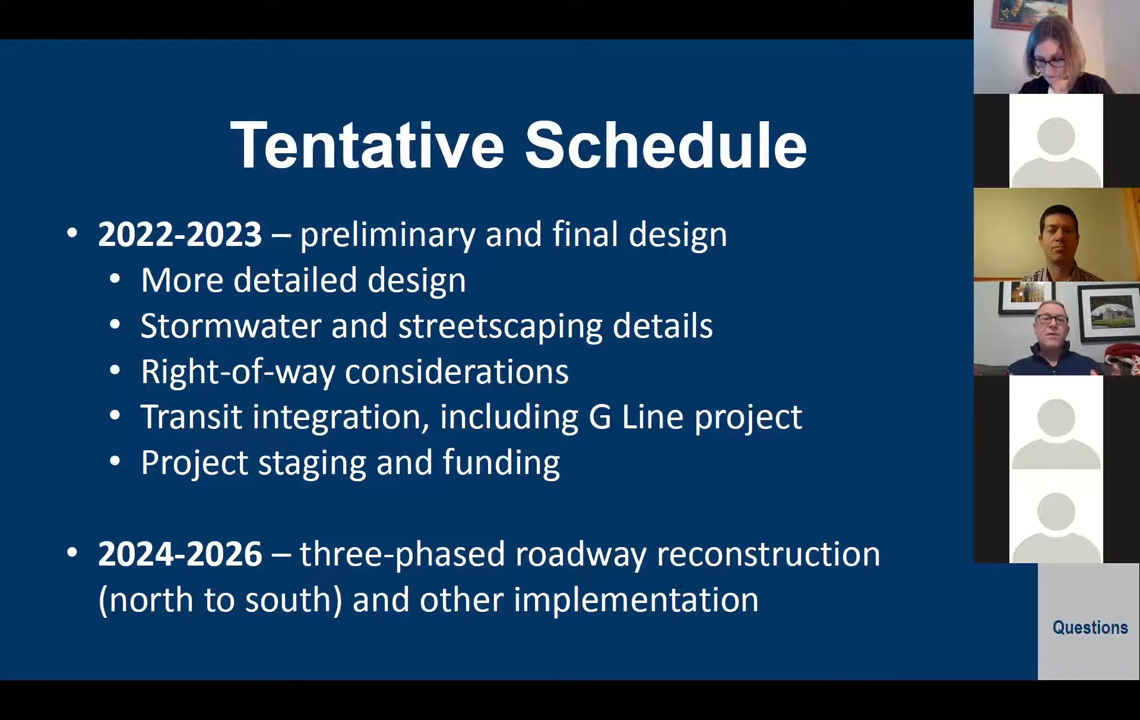 Tentative Schedule
• 2022-2023 – preliminary and final design
• More detailed design
• Stormwater and streetscaping details
• Right-of-way considerations
• Transit integration, including G Line project
• Project staging and funding
• 2024-2026 – three-phased roadway reconstruction
(north to south) and other implementation
Questions